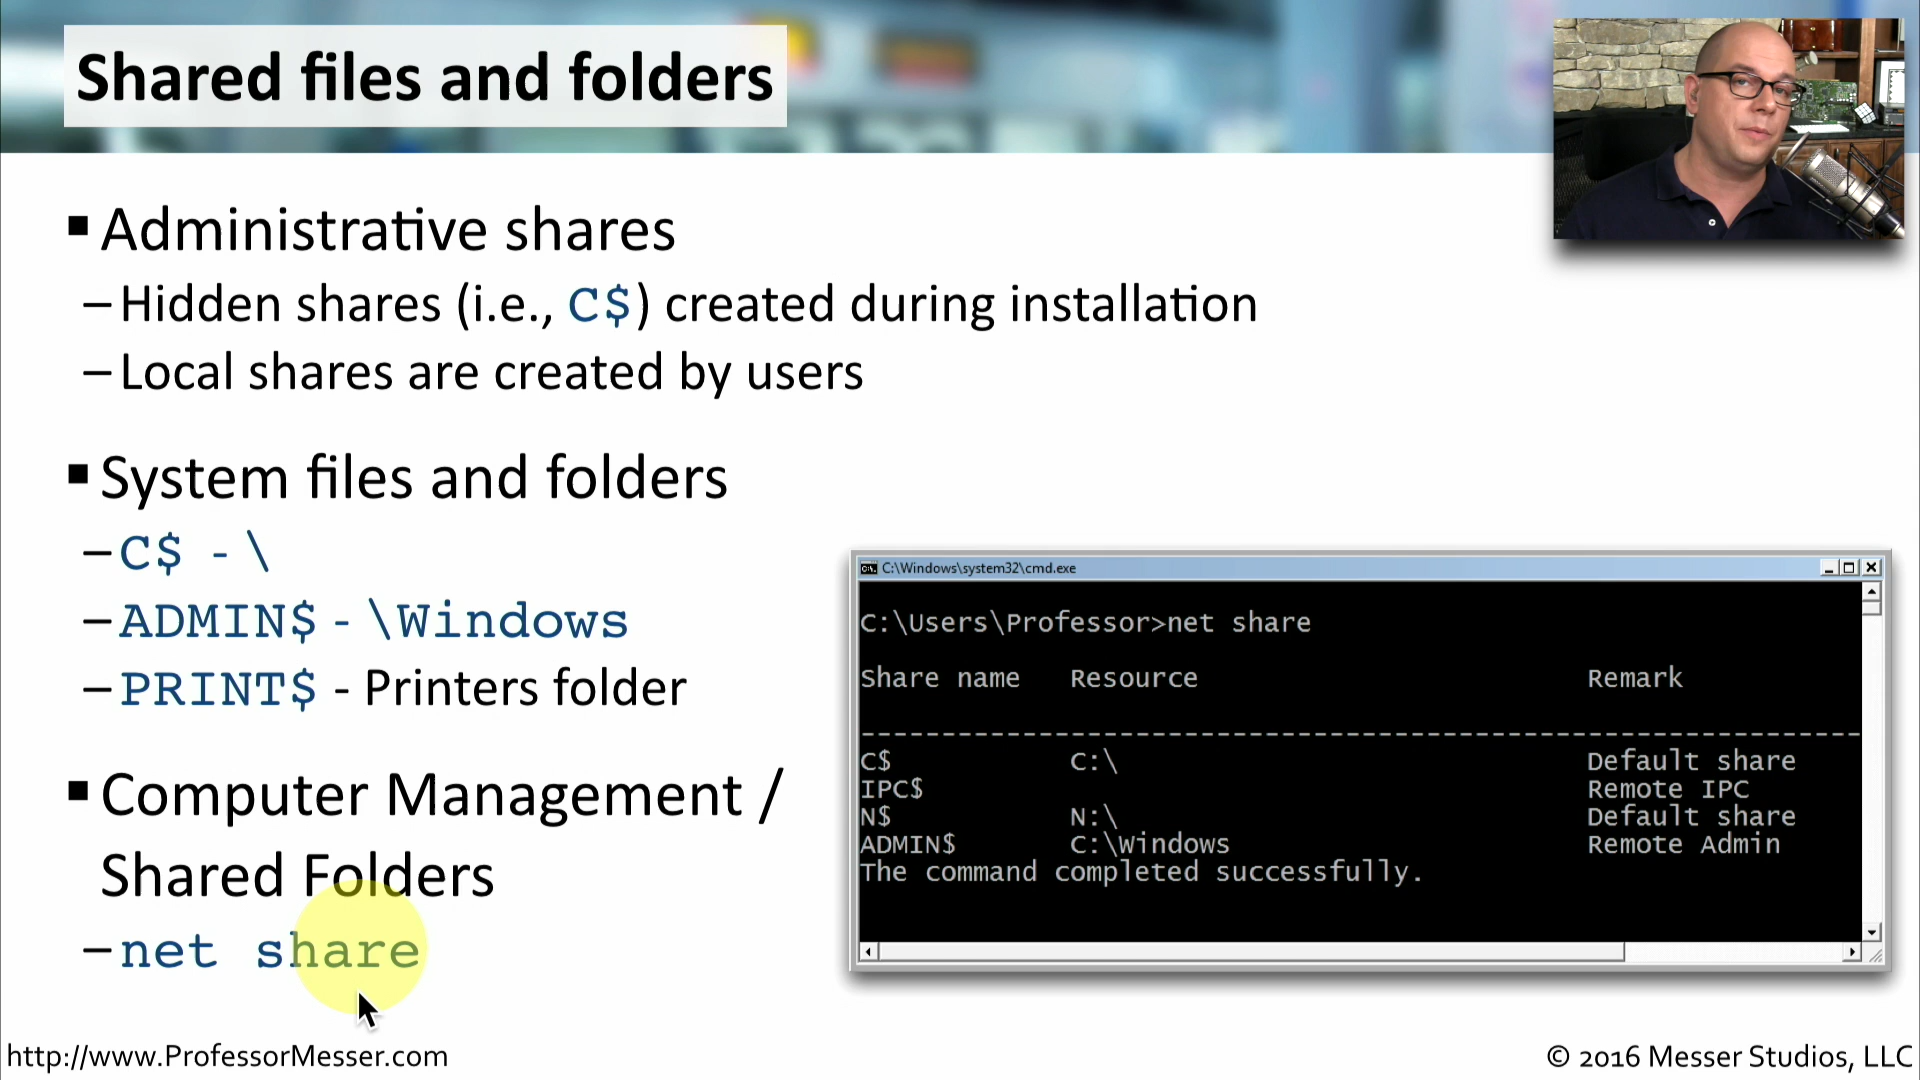 Shared files and folders
▪ Administrative shares
– Hidden shares (i.e., C$) created during installation
– Local shares are created by users
▪ System files and folders
– C$ - \
– ADMIN$ - \Windows
– PRINT$ - Printers folder
▪ Computer Management /
Shared Folders
– net share
C:\Windows\system32\cmd.exe
C:\Users\Professor>net share
Share name Resource Remark
-------------------------------------------------------------------------------
C$ C:\ Default share
IPC$ Remote IPC
N$ N:\ Default share
ADMIN$ C:\Windows Remote Admin
The command completed successfully.
http://www.ProfessorMesser.com
© 2016 Messer Studios, LLC